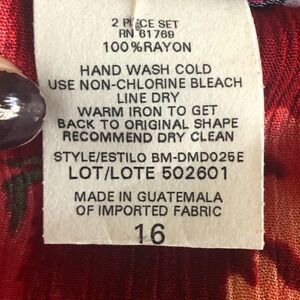 2 PIECE SET
RN 61769
100% RAYON
HAND WASH COLD
USE NON-CHLORINE BLEACH
LINE DRY
WARM IRON TO GET
BACK TO ORIGINAL SHAPE
RECOMMEND DRY CLEAN
STYLE/ESTILO BM-DMD025E
LOT/LOTE 502601
MADE IN GUATEMALA
OF IMPORTED FABRIC
16